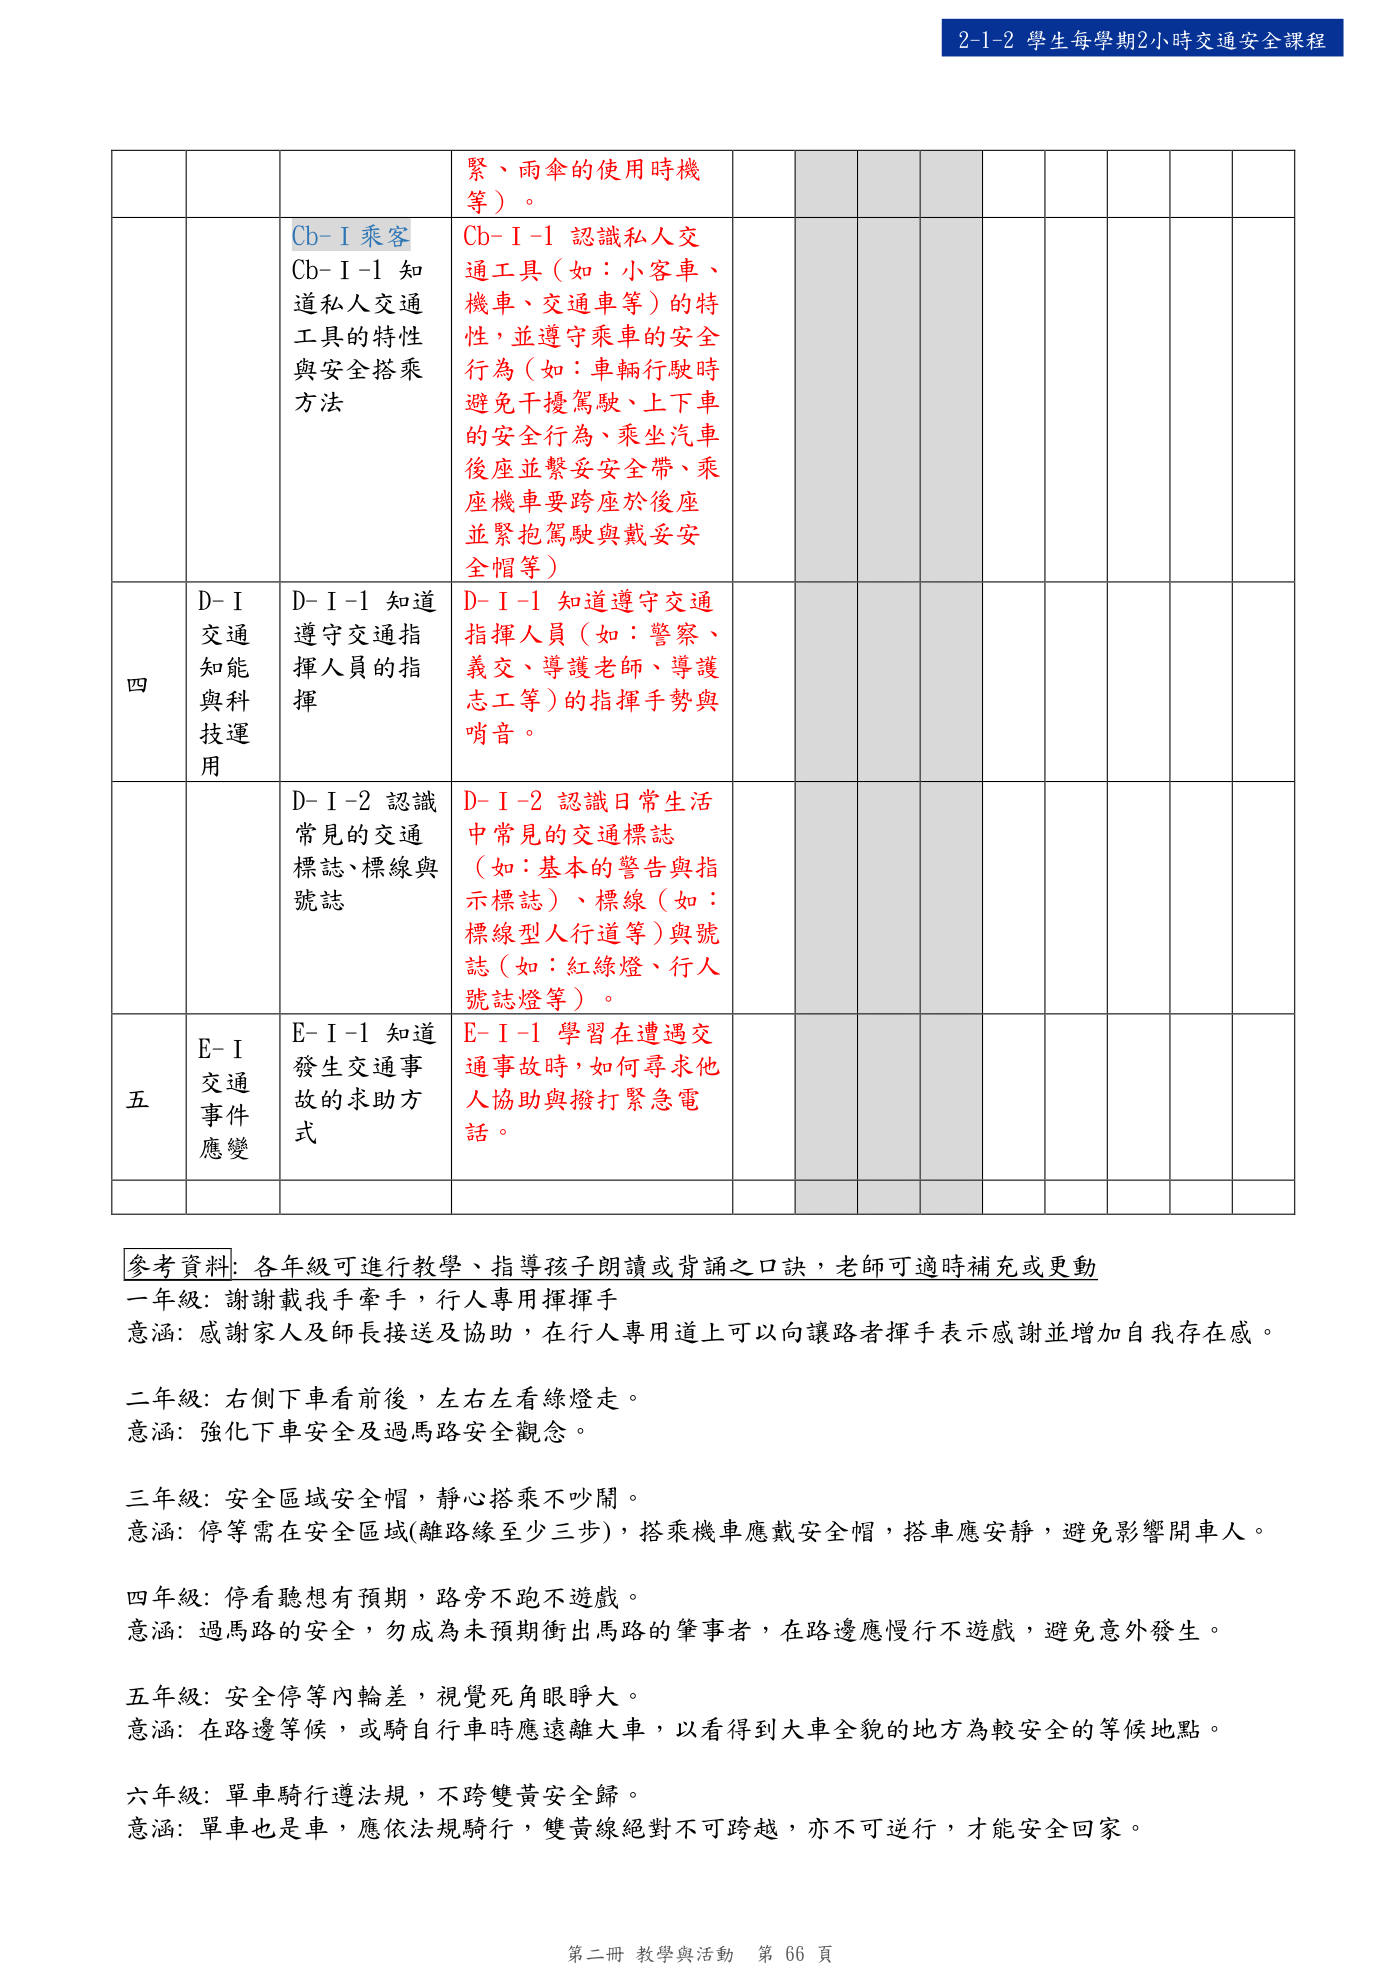 2-1-2 學生每學期2小時交通安全課程
緊、雨傘的使用時機
等）。
Cb-Ⅰ乘客
Cb-Ⅰ-1 知
道私人交通
工具的特性
與安全搭乘
方法
Cb-Ⅰ-1 認識私人交
通工具（如：小客車、
機車、交通車等）的特
性，並遵守乘車的安全
行為（如：車輛行駛時
避免干擾駕駛、上下車
的安全行為、乘坐汽車
後座並繫妥安全帶、乘
座機車要跨座於後座
並緊抱駕駛與戴妥安
全帽等）
四
D-Ⅰ
交通
知能
與科
技運
用
D-Ⅰ-1 知道
遵守交通指
揮人員的指
揮
D-Ⅰ-1 知道遵守交通
指揮人員（如：警察、
義交、導護老師、導護
志工等）的指揮手勢與
哨音。
D-Ⅰ-2 認識
常見的交通
標誌、標線與
號誌
D-Ⅰ-2 認識日常生活
中常見的交通標誌
（如：基本的警告與指
示標誌）、標線（如：
標線型人行道等）與號
誌（如：紅綠燈、行人
號誌燈等）。
五
E-Ⅰ
交通
事件
應變
E-Ⅰ-1 知道
發生交通事
故的求助方
式
E-Ⅰ-1 學習在遭遇交
通事故時，如何尋求他
人協助與撥打緊急電
話。
參考資料: 各年級可進行教學、指導孩子朗讀或背誦之口訣，老師可適時補充或更動
一年級: 謝謝載我手牽手，行人專用揮揮手
意涵: 感謝家人及師長接送及協助，在行人專用道上可以向讓路者揮手表示感謝並增加自我存在感。
二年級: 右側下車看前後，左右左看綠燈走。
意涵: 強化下車安全及過馬路安全觀念。
三年級: 安全區域安全帽，靜心搭乘不吵鬧。
意涵: 停等需在安全區域(離路緣至少三步)，搭乘機車應戴安全帽，搭車應安靜，避免影響開車人。
四年級: 停看聽想有預期，路旁不跑不遊戲。
意涵: 過馬路的安全，勿成為未預期衝出馬路的肇事者，在路邊應慢行不遊戲，避免意外發生。
五年級: 安全停等內輪差，視覺死角眼睜大。
意涵: 在路邊等候，或騎自行車時應遠離大車，以看得到大車全貌的地方為較安全的等候地點。
六年級: 單車騎行遵法規，不跨雙黃安全歸。
意涵: 單車也是車，應依法規騎行，雙黃線絕對不可跨越，亦不可逆行，才能安全回家。
第二冊 教學與活動 第 66 頁